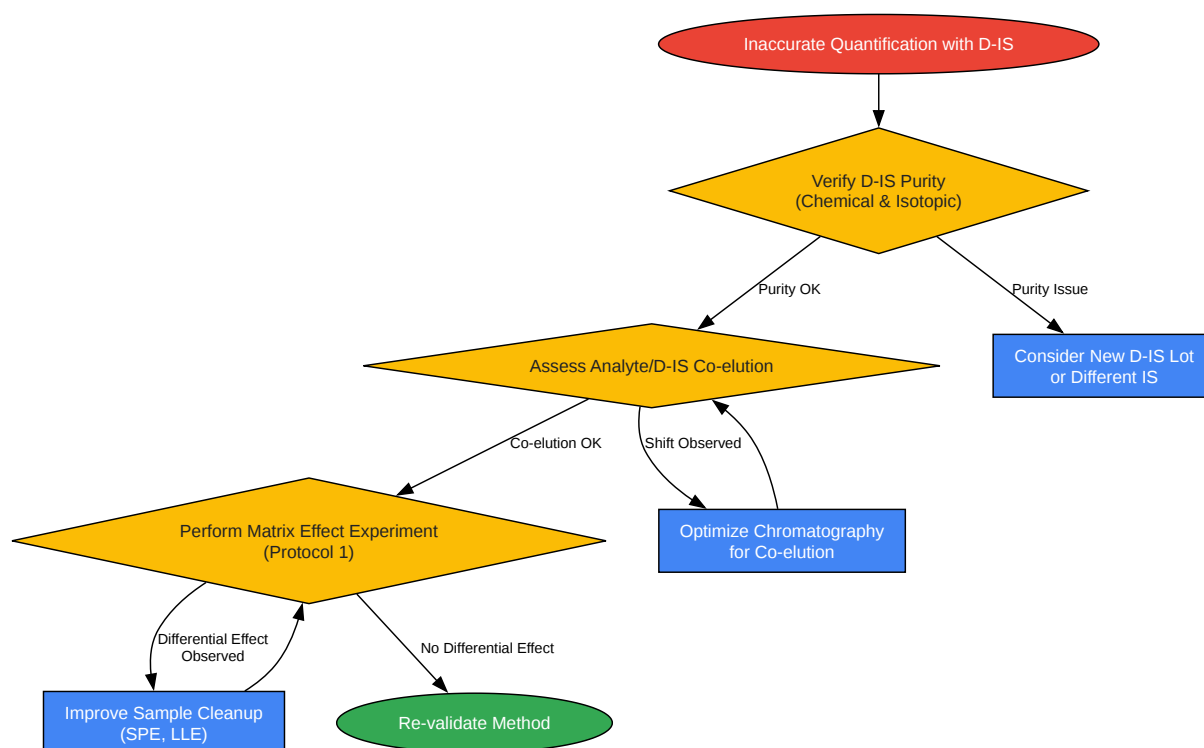 Inaccurate Quantification with D-IS
Verify D-IS Purity
(Chemical & Isotopic)
Purity OK
Purity Issue
Assess Analyte/D-IS Co-elution
Consider New D-IS Lot
or Different IS
Co-elution OK
Shift Observed
Perform Matrix Effect Experiment
(Protocol 1)
Optimize Chromatography
for Co-elution
Differential Effect
Observed
No Differential Effect
Improve Sample Cleanup
(SPE, LLE)
Re-validate Method